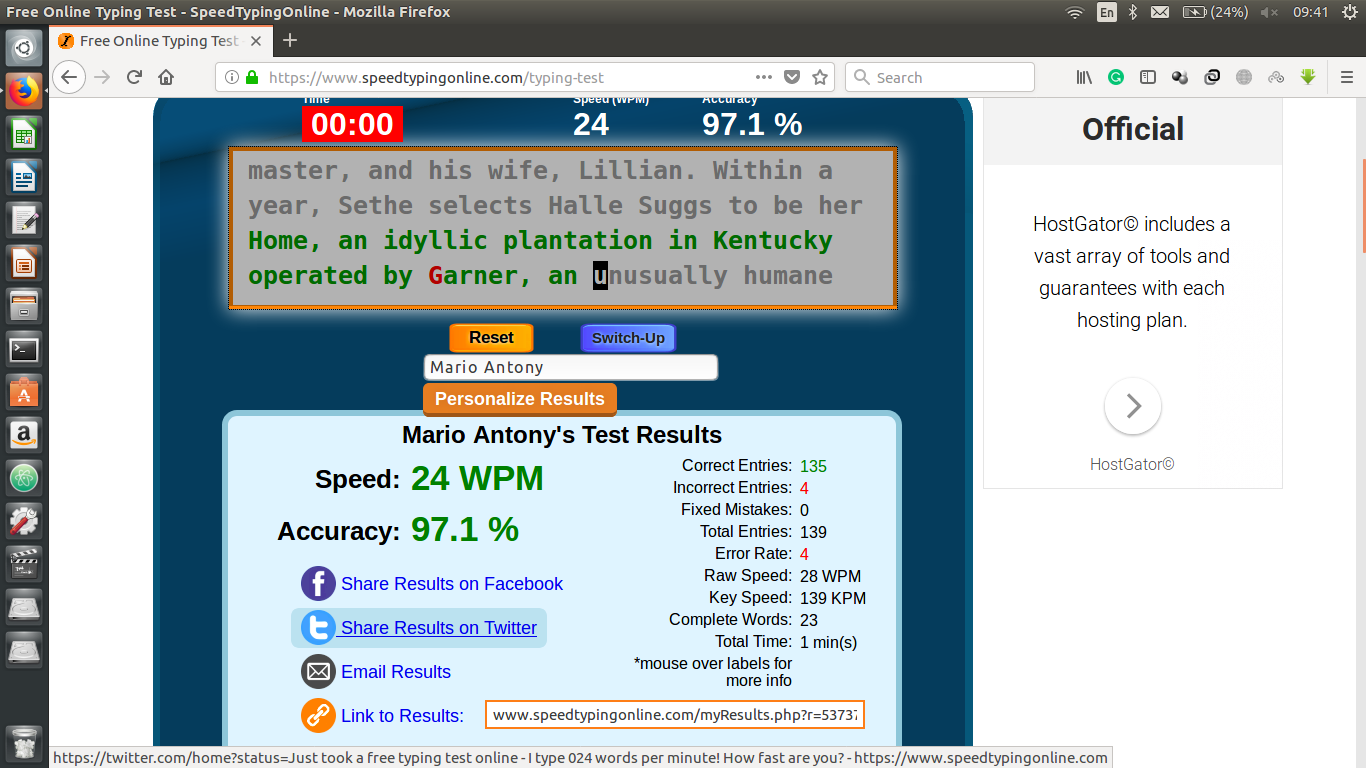 Free Online Typing Test - SpeedTypingOnline - Mozilla Firefox
En
(24%)
09:41
Free Online Typing Test
https://www.speedtypingonline.com/typing-test
Search
Time
Speed (WPM)
Accuracy
00:00
24
97.1 %
master, and his wife, Lillian. Within a
year, Sethe selects Halle Suggs to be her
Home, an idyllic plantation in Kentucky
operated by Garner, an unusually humane
Reset
Switch-Up
Mario Antony
Personalize Results
Mario Antony's Test Results
Speed: 24 WPM
Accuracy: 97.1 %
Share Results on Facebook
Share Results on Twitter
Email Results
Link to Results: www.speedtypingonline.com/myResults.php?r=5373
Correct Entries: 135
Incorrect Entries: 4
Fixed Mistakes: 0
Total Entries: 139
Error Rate: 4
Raw Speed: 28 WPM
Key Speed: 139 KPM
Complete Words: 23
Total Time: 1 min(s)
*mouse over labels for
more info
Official
HostGator© includes a
vast array of tools and
guarantees with each
hosting plan.
HostGator©
https://twitter.com/home?status=Just took a free typing test online - I type 024 words per minute! How fast are you? - https://www.speedtypingonline.com